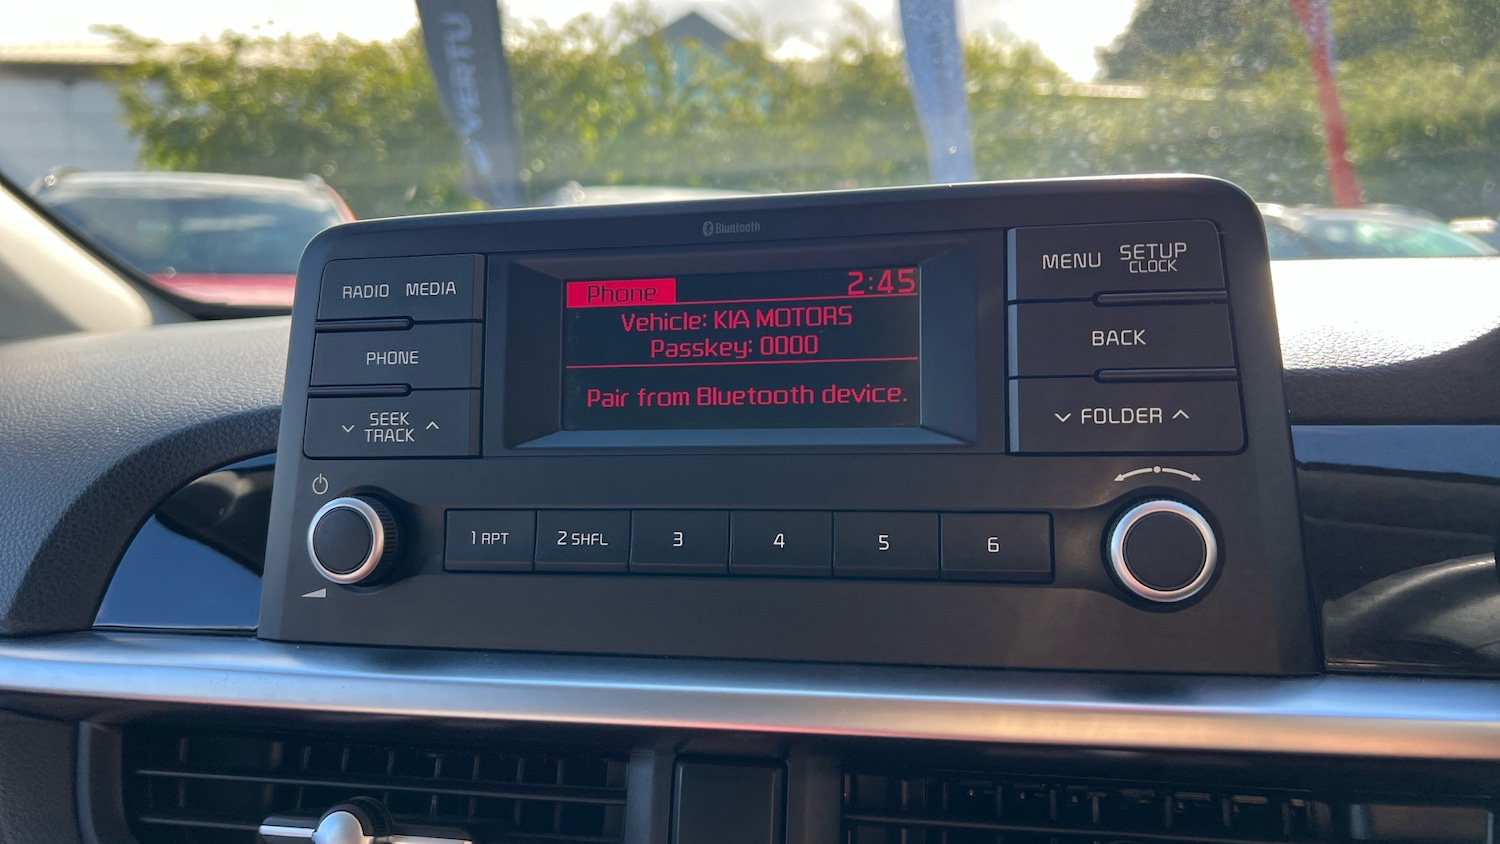 VERTU
Bluetooth
RADIO MEDIA
PHONE
SEEK
TRACK
Phone 2:45
Vehicle: KIA MOTORS
Passkey: 0000
Pair from Bluetooth device.
MENU SETUP
CLOCK
BACK
FOLDER
1 RPT 2 SHFL 3 4 5 6